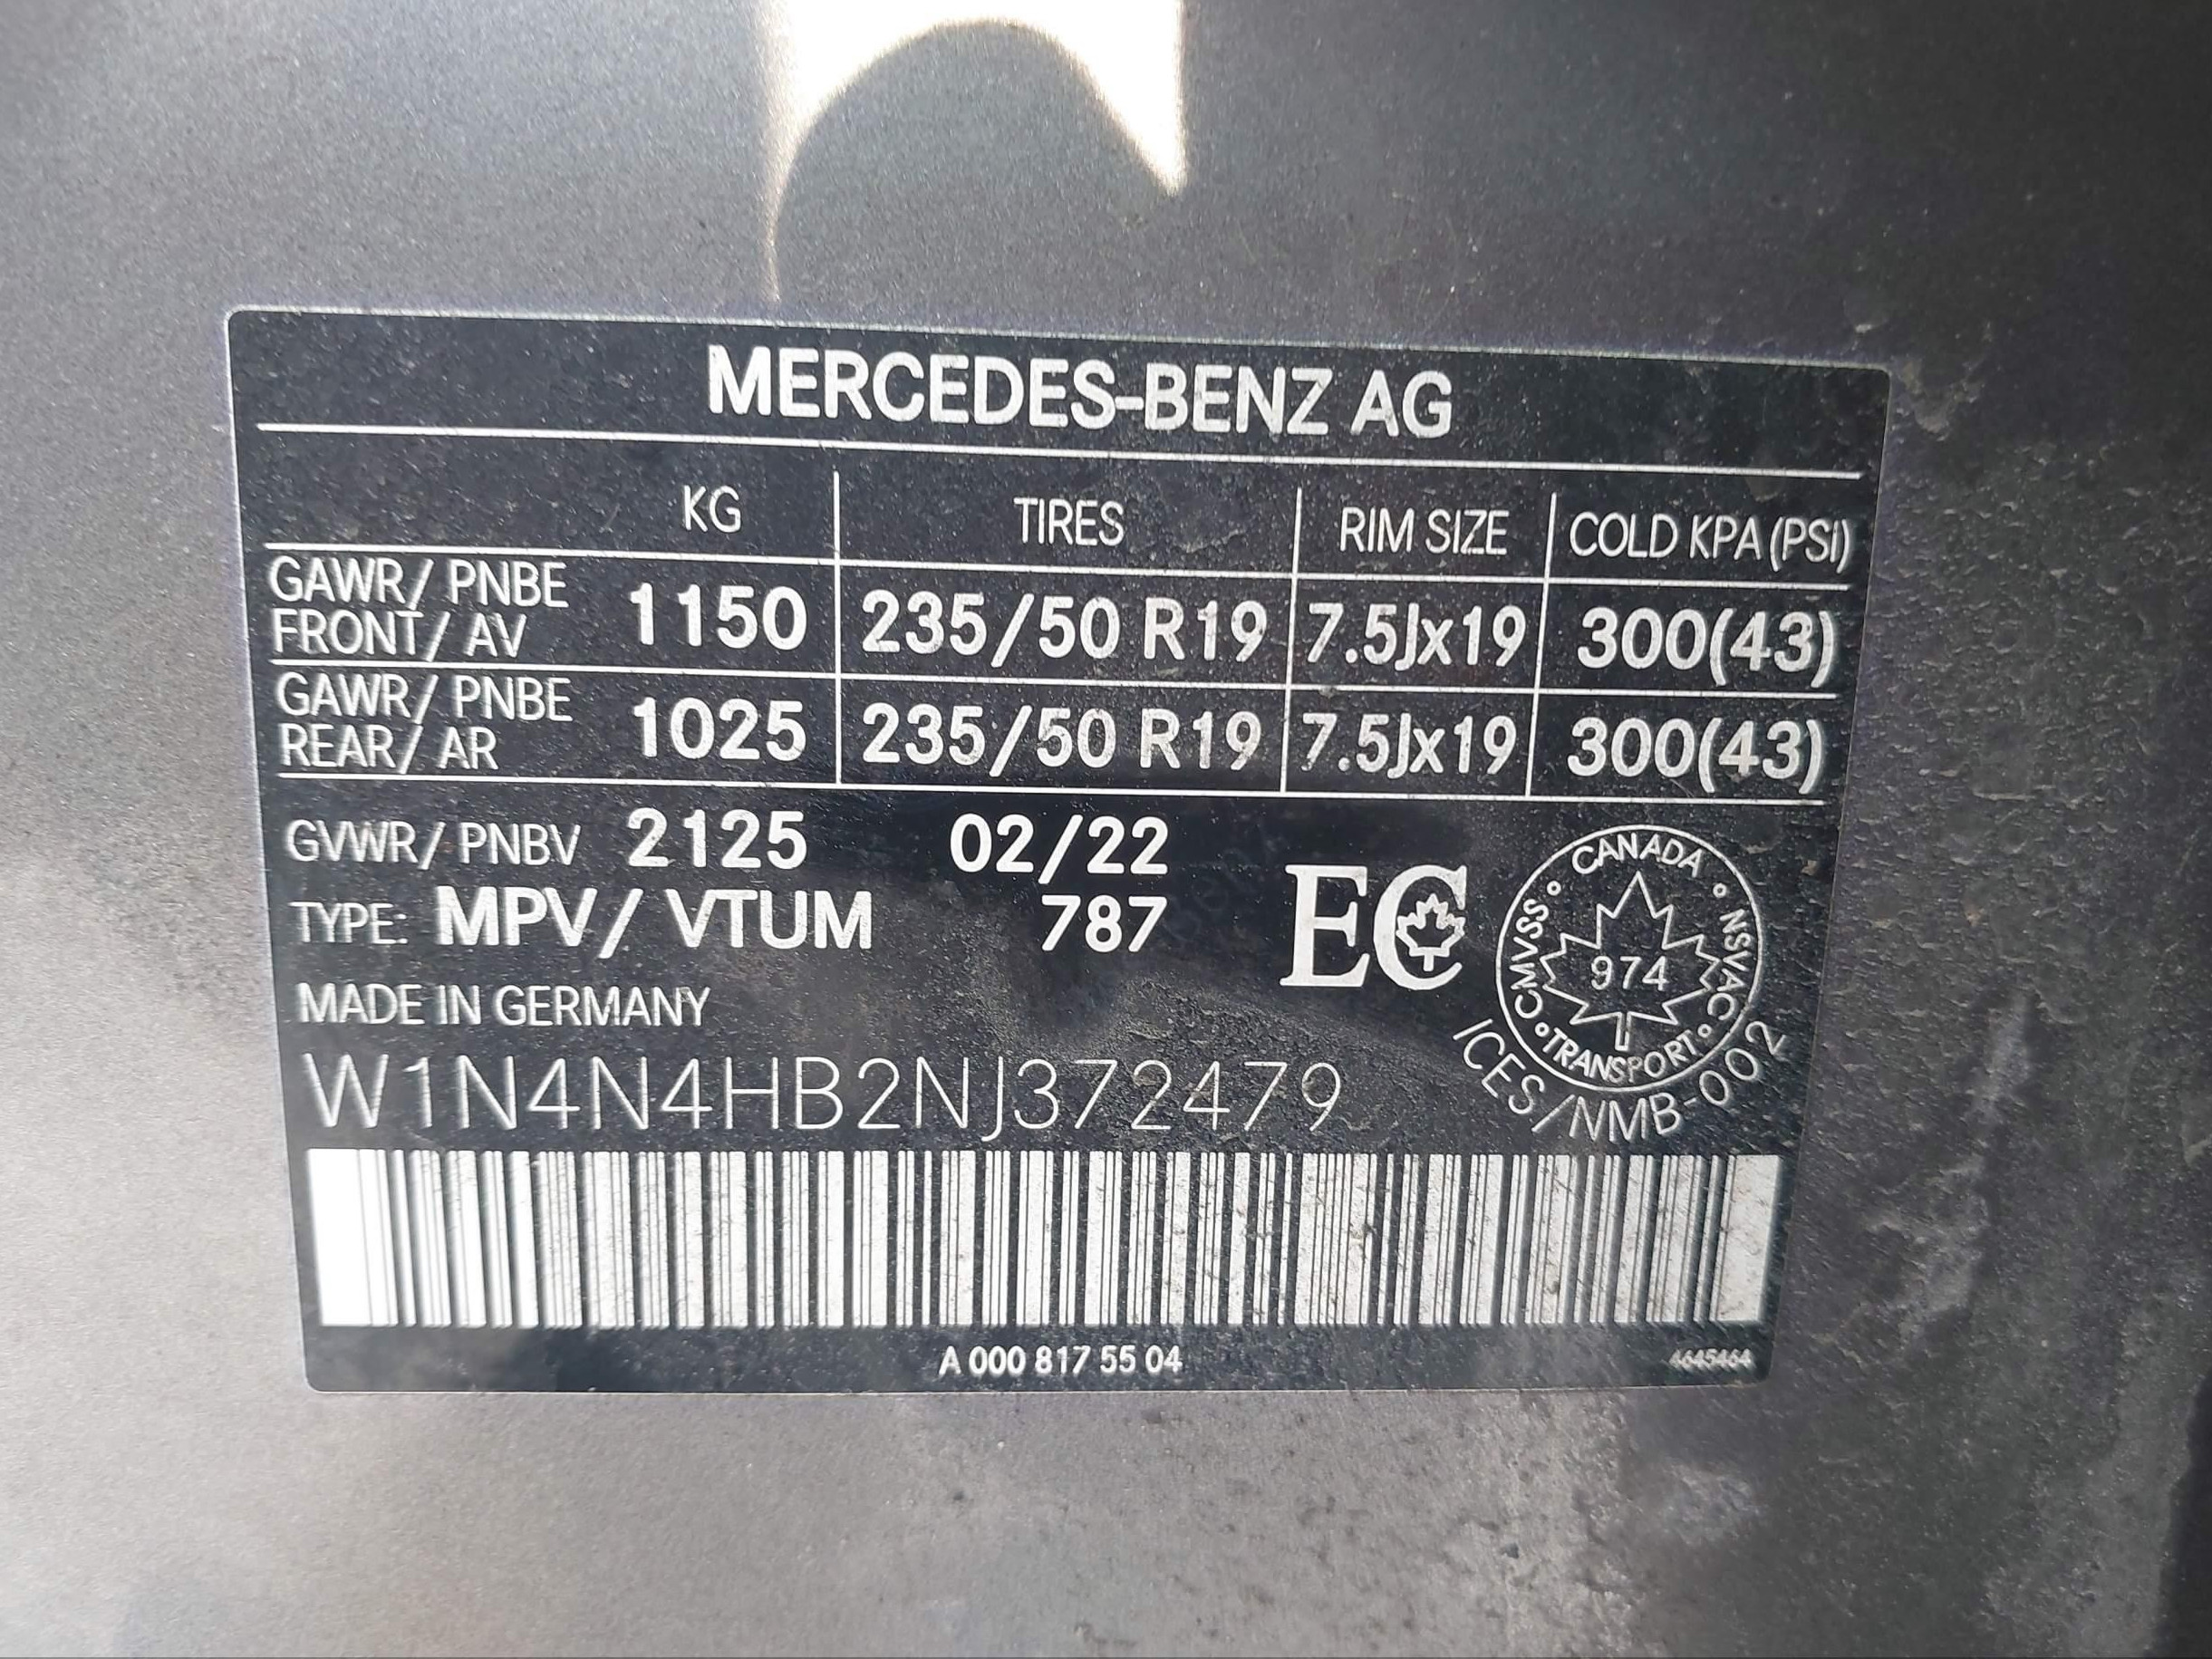 MERCEDES-BENZ AG
KG TIRES RIM SIZE COLD KPA (PSI)
GAWR/ PNBE FRONT/ AV 1150 235/50 R19 7.5Jx19 300(43)
GAWR/ PNBE REAR/ AR 1025 235/50 R19 7.5Jx19 300(43)
GVWR/ PNBV 2125 02/22
TYPE: MPV/ VTUM 787
EC
CANADA
CMVSS
974
NSVAC
TRANSPORT
ICES/NMB-002
MADE IN GERMANY
W1N4N4HB2NJ372479
A 000 817 55 04
4645464